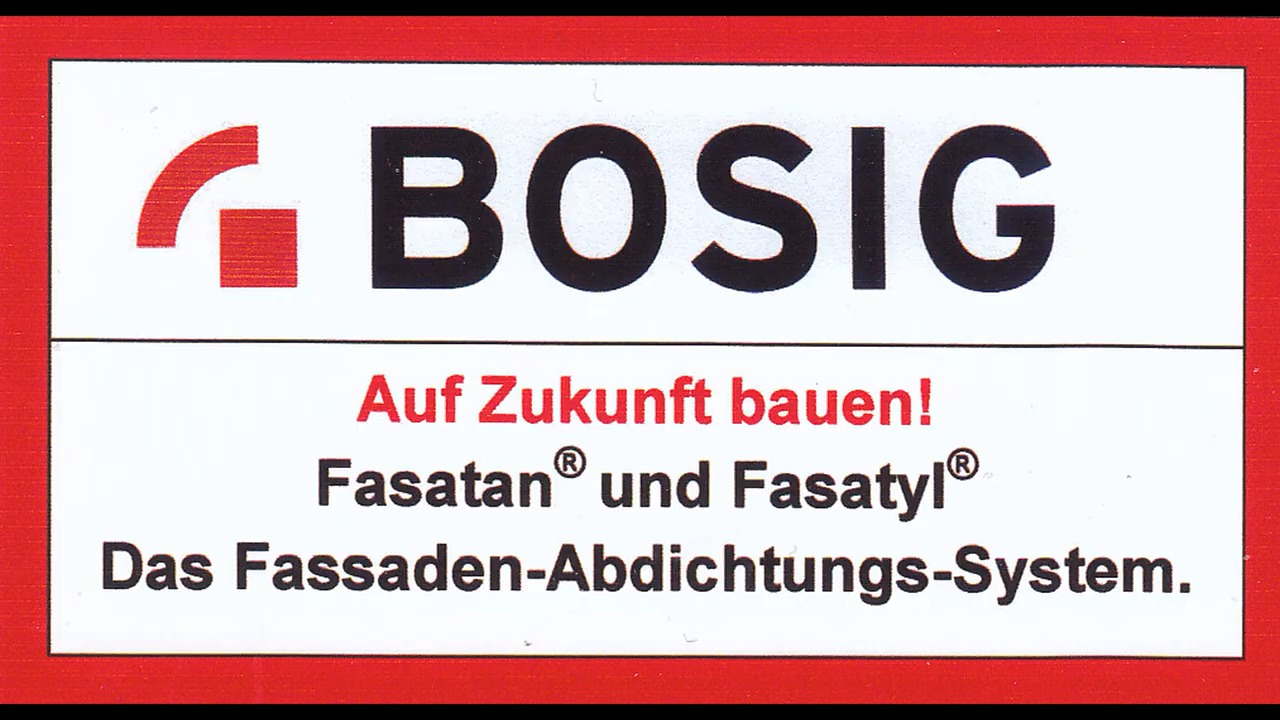 BOSIG
Auf Zukunft bauen!
Fasatan® und Fasatyl®
Das Fassaden-Abdichtungs-System.